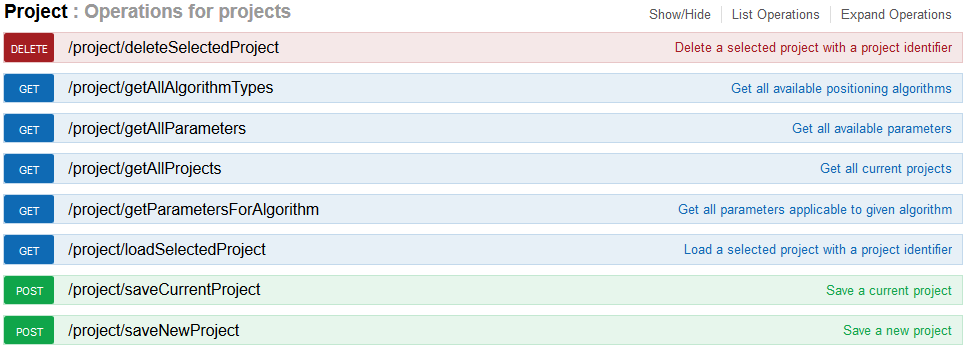 Project : Operations for projects Show/Hide List Operations Expand Operations
DELETE /project/deleteSelectedProject Delete a selected project with a project identifier
GET /project/getAllAlgorithmTypes Get all available positioning algorithms
GET /project/getAllParameters Get all available parameters
GET /project/getAllProjects Get all current projects
GET /project/getParametersForAlgorithm Get all parameters applicable to given algorithm
GET /project/loadSelectedProject Load a selected project with a project identifier
POST /project/saveCurrentProject Save a current project
POST /project/saveNewProject Save a new project